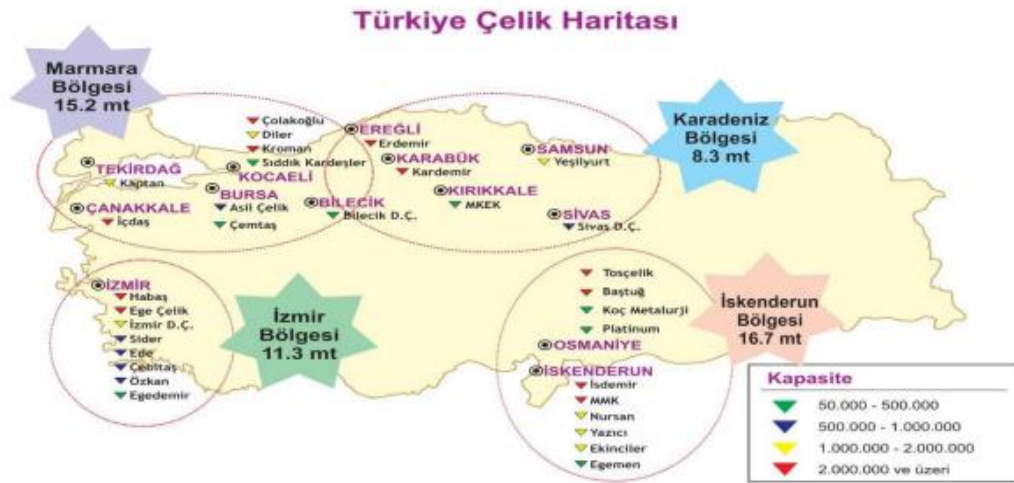 Türkiye Çelik Haritası
Marmara
Bölgesi
15.2 mt
Karadeniz
Bölgesi
8.3 mt
Çolakoğlu
Diler
Kroman
Sıddık Kardeşler
KOCAELİ
TEKİRDAĞ
Kaptan
ÇANAKKALE
İçdaş
BURSA
Asil Çelik
Çemtaş
BİLECİK
Bilecik D.Ç.
EREĞLİ
Erdemir
KARABÜK
Kardemir
SAMSUN
Yeşilyurt
KIRIKKALE
MKEK
SİVAS
Sivas D.Ç.
İZMİR
Habaş
Ege Çelik
İzmir D.Ç.
Sider
Ede
Çebitaş
Özkan
Egedemir
İzmir
Bölgesi
11.3 mt
Tosçelik
Baştuğ
Koç Metalurji
Platinum
OSMANİYE
İSKENDERUN
İsdemir
MMK
Nursan
Yazıcı
Ekinciler
Egemen
İskenderun
Bölgesi
16.7 mt
Kapasite
50.000 - 500.000
500.000 - 1.000.000
1.000.000 - 2.000.000
2.000.000 ve üzeri